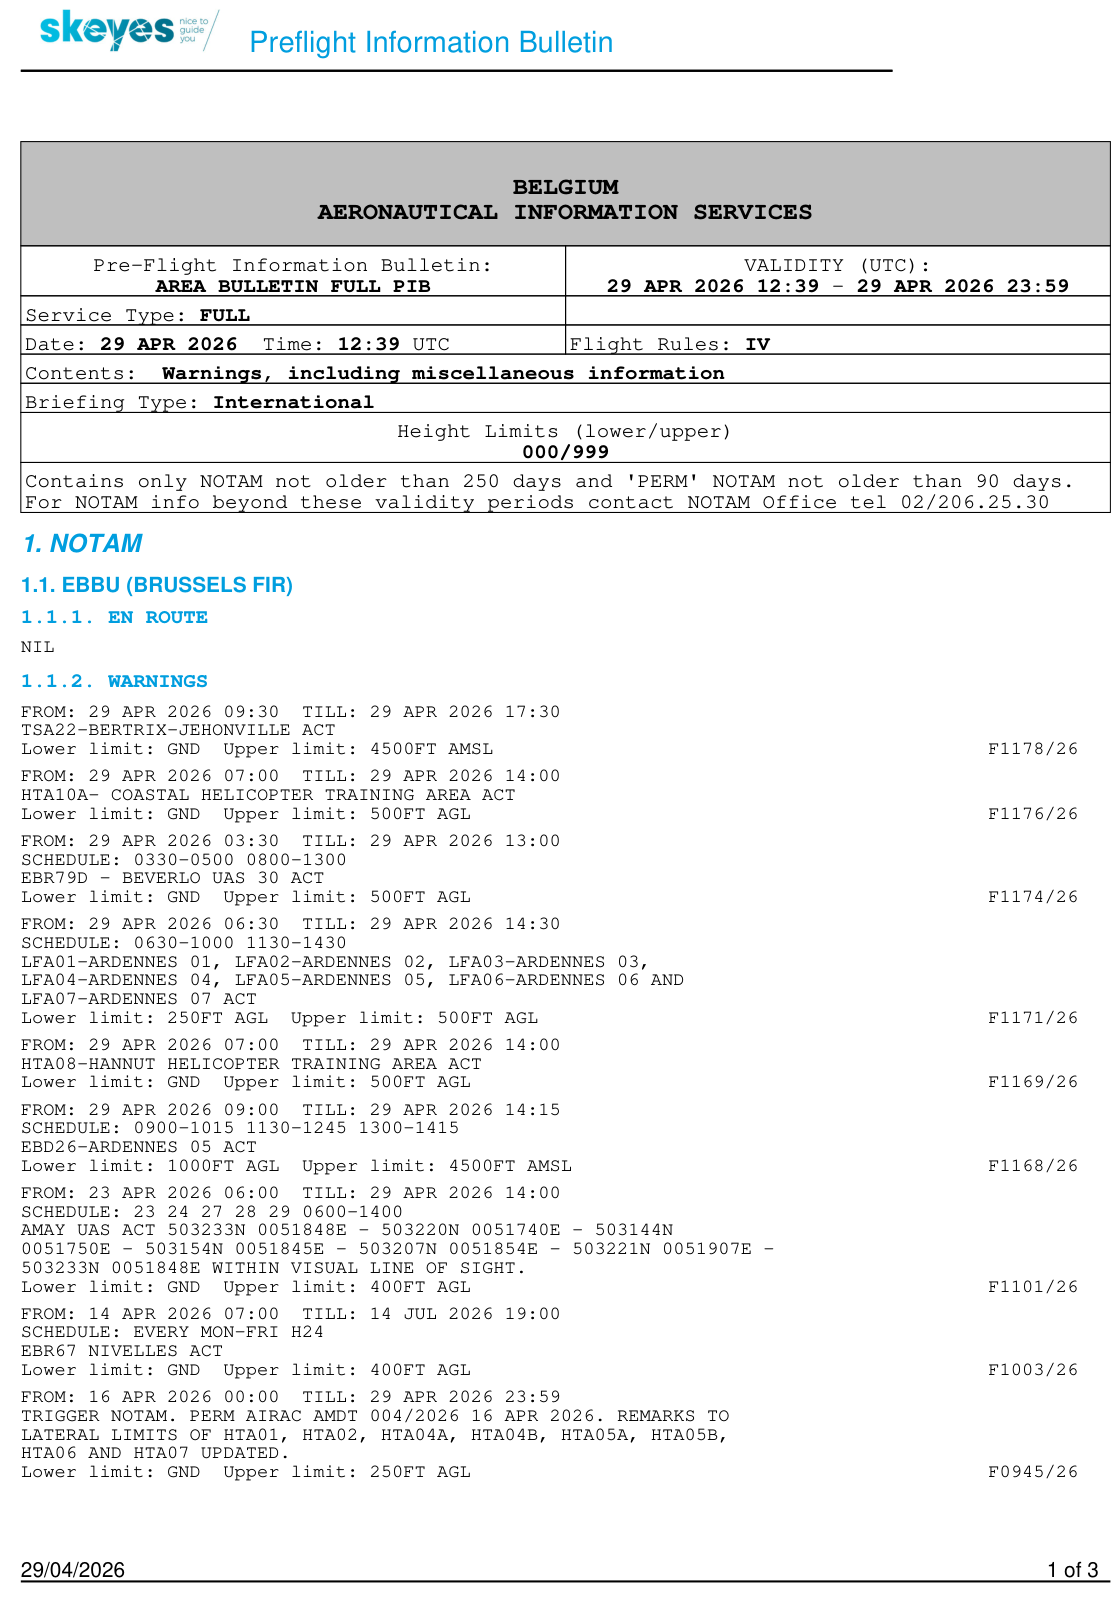 skeyes nice to guide you
Preflight Information Bulletin
BELGIUM
AERONAUTICAL INFORMATION SERVICES
Pre-Flight Information Bulletin:
AREA BULLETIN FULL PIB
VALIDITY (UTC):
29 APR 2026 12:39 - 29 APR 2026 23:59
Service Type: FULL
Date: 29 APR 2026  Time: 12:39 UTC
Flight Rules: IV
Contents:  Warnings, including miscellaneous information
Briefing Type: International
Height Limits (lower/upper)
000/999
Contains only NOTAM not older than 250 days and 'PERM' NOTAM not older than 90 days.
For NOTAM info beyond these validity periods contact NOTAM Office tel 02/206.25.30
1. NOTAM
1.1. EBBU (BRUSSELS FIR)
1.1.1. EN ROUTE
NIL
1.1.2. WARNINGS
FROM: 29 APR 2026 09:30  TILL: 29 APR 2026 17:30
TSA22-BERTRIX-JEHONVILLE ACT
Lower limit: GND  Upper limit: 4500FT AMSL F1178/26
FROM: 29 APR 2026 07:00  TILL: 29 APR 2026 14:00
HTA10A- COASTAL HELICOPTER TRAINING AREA ACT
Lower limit: GND  Upper limit: 500FT AGL F1176/26
FROM: 29 APR 2026 03:30  TILL: 29 APR 2026 13:00
SCHEDULE: 0330-0500 0800-1300
EBR79D - BEVERLO UAS 30 ACT
Lower limit: GND  Upper limit: 500FT AGL F1174/26
FROM: 29 APR 2026 06:30  TILL: 29 APR 2026 14:30
SCHEDULE: 0630-1000 1130-1430
LFA01-ARDENNES 01, LFA02-ARDENNES 02, LFA03-ARDENNES 03,
LFA04-ARDENNES 04, LFA05-ARDENNES 05, LFA06-ARDENNES 06 AND
LFA07-ARDENNES 07 ACT
Lower limit: 250FT AGL  Upper limit: 500FT AGL F1171/26
FROM: 29 APR 2026 07:00  TILL: 29 APR 2026 14:00
HTA08-HANNUT HELICOPTER TRAINING AREA ACT
Lower limit: GND  Upper limit: 500FT AGL F1169/26
FROM: 29 APR 2026 09:00  TILL: 29 APR 2026 14:15
SCHEDULE: 0900-1015 1130-1245 1300-1415
EBD26-ARDENNES 05 ACT
Lower limit: 1000FT AGL  Upper limit: 4500FT AMSL F1168/26
FROM: 23 APR 2026 06:00  TILL: 29 APR 2026 14:00
SCHEDULE: 23 24 27 28 29 0600-1400
AMAY UAS ACT 503233N 0051848E - 503220N 0051740E - 503144N
0051750E - 503154N 0051845E - 503207N 0051854E - 503221N 0051907E -
503233N 0051848E WITHIN VISUAL LINE OF SIGHT.
Lower limit: GND  Upper limit: 400FT AGL F1101/26
FROM: 14 APR 2026 07:00  TILL: 14 JUL 2026 19:00
SCHEDULE: EVERY MON-FRI H24
EBR67 NIVELLES ACT
Lower limit: GND  Upper limit: 400FT AGL F1003/26
FROM: 16 APR 2026 00:00  TILL: 29 APR 2026 23:59
TRIGGER NOTAM. PERM AIRAC AMDT 004/2026 16 APR 2026. REMARKS TO
LATERAL LIMITS OF HTA01, HTA02, HTA04A, HTA04B, HTA05A, HTA05B,
HTA06 AND HTA07 UPDATED.
Lower limit: GND  Upper limit: 250FT AGL F0945/26
29/04/2026 1 of 3